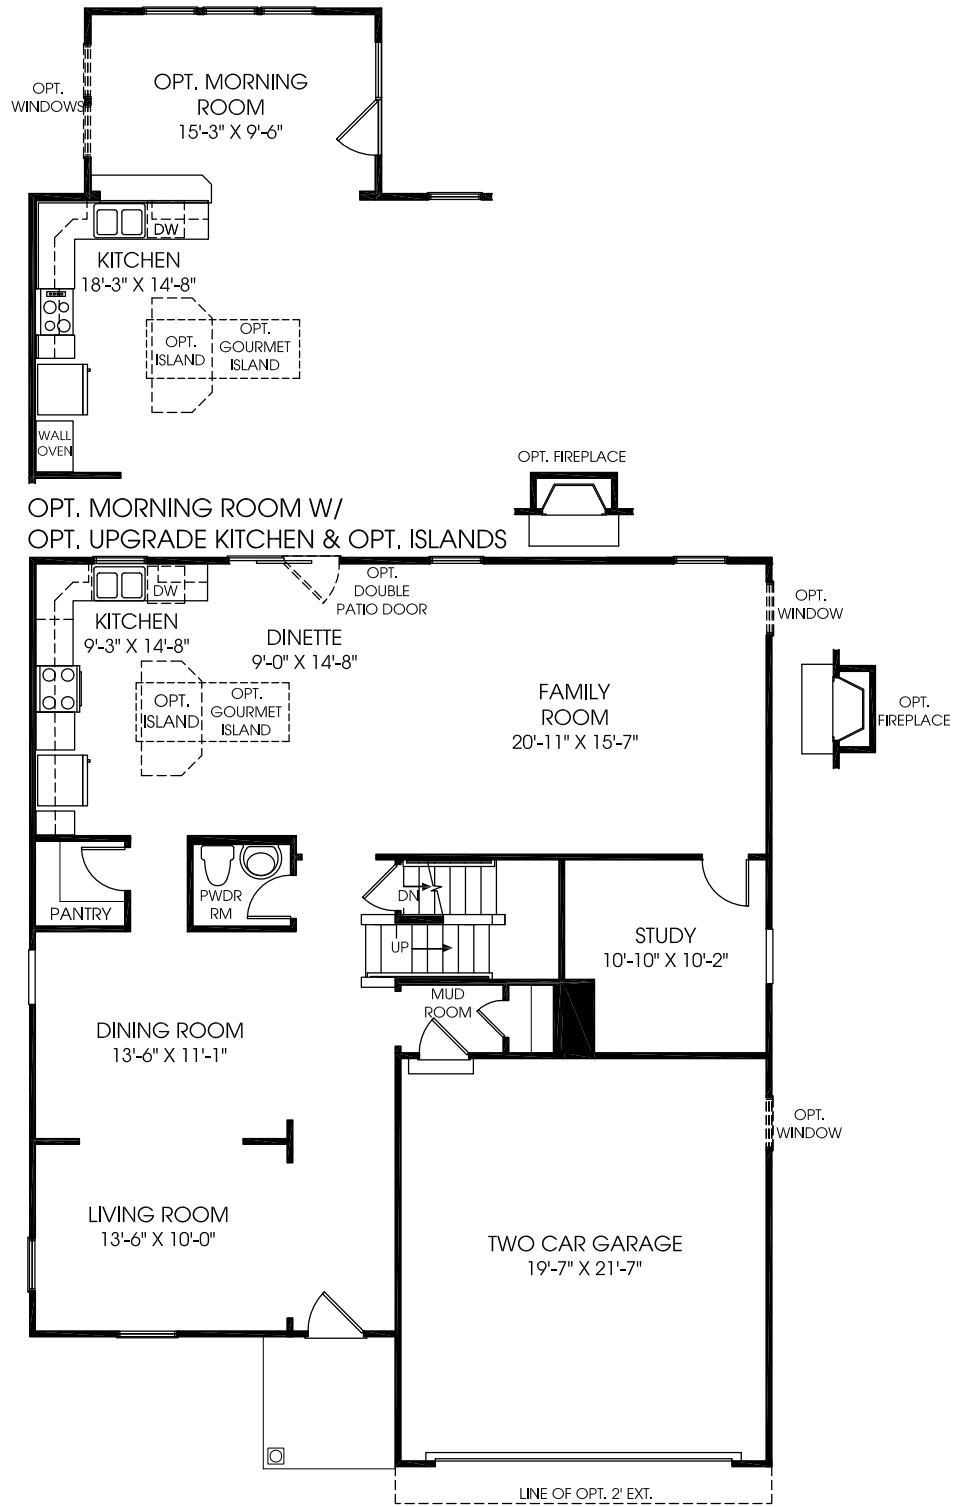 OPT.
WINDOWS
OPT. MORNING
ROOM
15'-3" X 9'-6"
DW
KITCHEN
18'-3" X 14'-8"
OPT.
ISLAND
OPT.
GOURMET
ISLAND
WALL
OVEN
OPT. FIREPLACE
OPT. MORNING ROOM W/
OPT. UPGRADE KITCHEN & OPT. ISLANDS
DW
OPT.
DOUBLE
PATIO DOOR
KITCHEN
9'-3" X 14'-8"
DINETTE
9'-0" X 14'-8"
OPT.
WINDOW
OPT.
ISLAND
OPT.
GOURMET
ISLAND
FAMILY
ROOM
20'-11" X 15'-7"
OPT.
FIREPLACE
PANTRY
PWDR
RM
DN
UP
STUDY
10'-10" X 10'-2"
MUD
ROOM
DINING ROOM
13'-6" X 11'-1"
OPT.
WINDOW
LIVING ROOM
13'-6" X 10'-0"
TWO CAR GARAGE
19'-7" X 21'-7"
LINE OF OPT. 2' EXT.